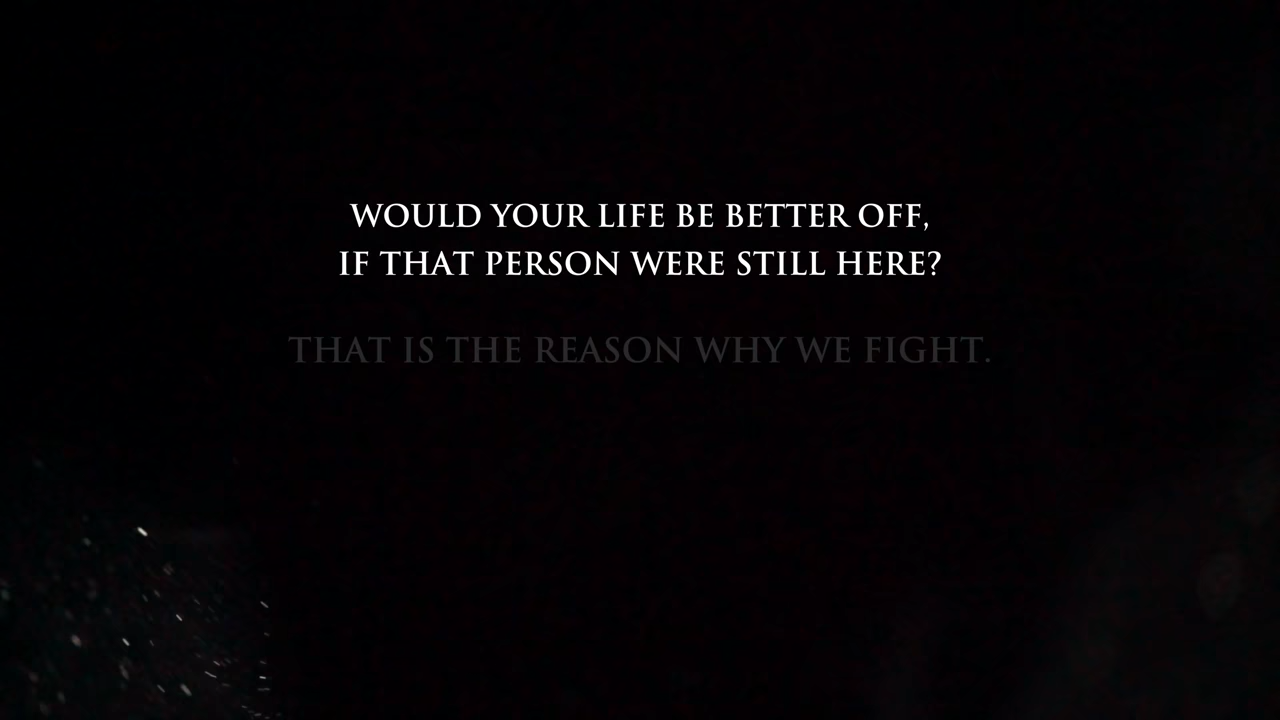 WOULD YOUR LIFE BE BETTER OFF,
IF THAT PERSON WERE STILL HERE?
THAT IS THE REASON WHY WE FIGHT.